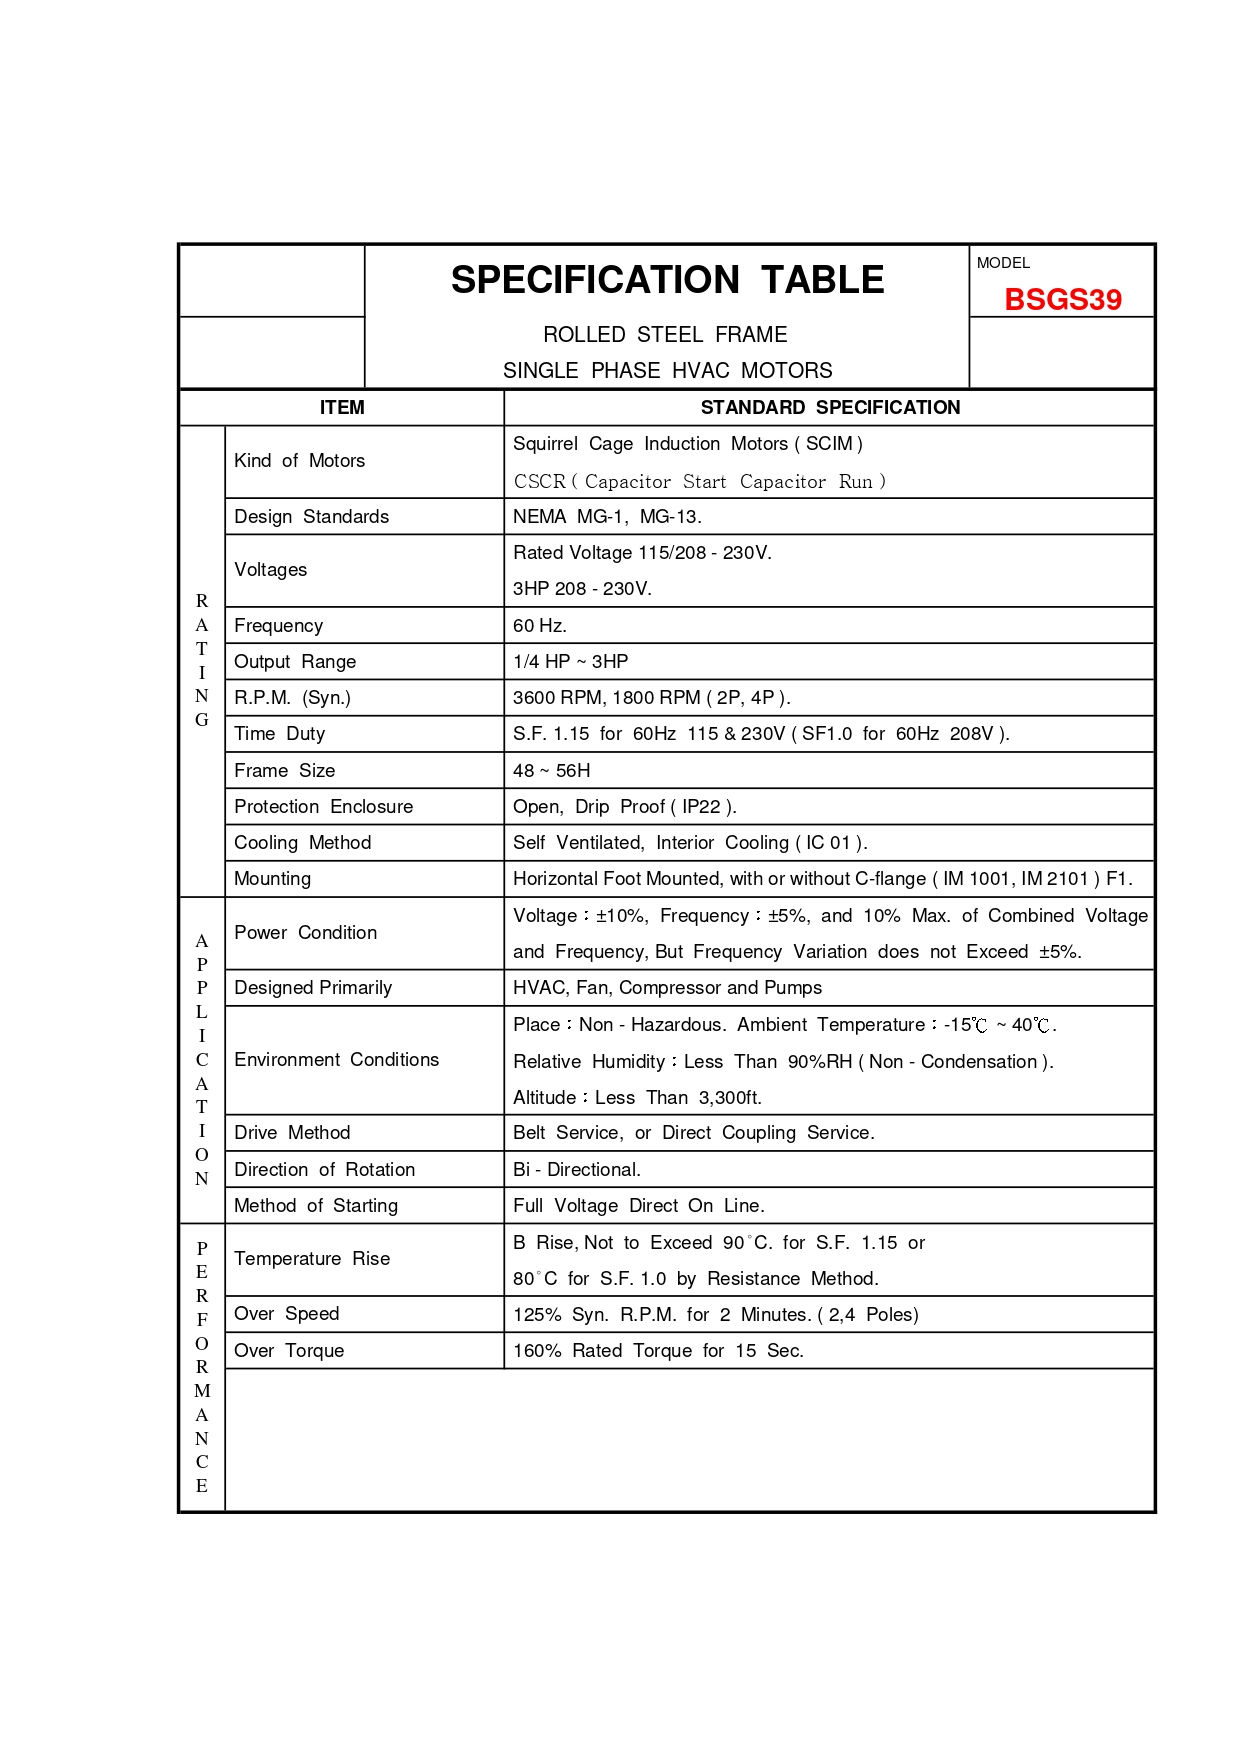 SPECIFICATION TABLE
MODEL
BSGS39
ROLLED STEEL FRAME
SINGLE PHASE HVAC MOTORS
ITEM
STANDARD SPECIFICATION
RATING
Kind of Motors
Squirrel Cage Induction Motors ( SCIM )
CSCR ( Capacitor Start Capacitor Run )
Design Standards
NEMA MG-1, MG-13.
Voltages
Rated Voltage 115/208 - 230V.
3HP 208 - 230V.
Frequency
60 Hz.
Output Range
1/4 HP ~ 3HP
R.P.M. (Syn.)
3600 RPM, 1800 RPM ( 2P, 4P ).
Time Duty
S.F. 1.15 for 60Hz 115 & 230V ( SF1.0 for 60Hz 208V ).
Frame Size
48 ~ 56H
Protection Enclosure
Open, Drip Proof ( IP22 ).
Cooling Method
Self Ventilated, Interior Cooling ( IC 01 ).
Mounting
Horizontal Foot Mounted, with or without C-flange ( IM 1001, IM 2101 ) F1.
APPLICATION
Power Condition
Voltage：±10%, Frequency：±5%, and 10% Max. of Combined Voltage
and Frequency, But Frequency Variation does not Exceed ±5%.
Designed Primarily
HVAC, Fan, Compressor and Pumps
Environment Conditions
Place：Non - Hazardous. Ambient Temperature：-15℃ ~ 40℃.
Relative Humidity：Less Than 90%RH ( Non - Condensation ).
Altitude：Less Than 3,300ft.
Drive Method
Belt Service, or Direct Coupling Service.
Direction of Rotation
Bi - Directional.
Method of Starting
Full Voltage Direct On Line.
PERFORMANCE
Temperature Rise
B Rise, Not to Exceed 90°C. for S.F. 1.15 or
80°C for S.F. 1.0 by Resistance Method.
Over Speed
125% Syn. R.P.M. for 2 Minutes. ( 2,4 Poles)
Over Torque
160% Rated Torque for 15 Sec.